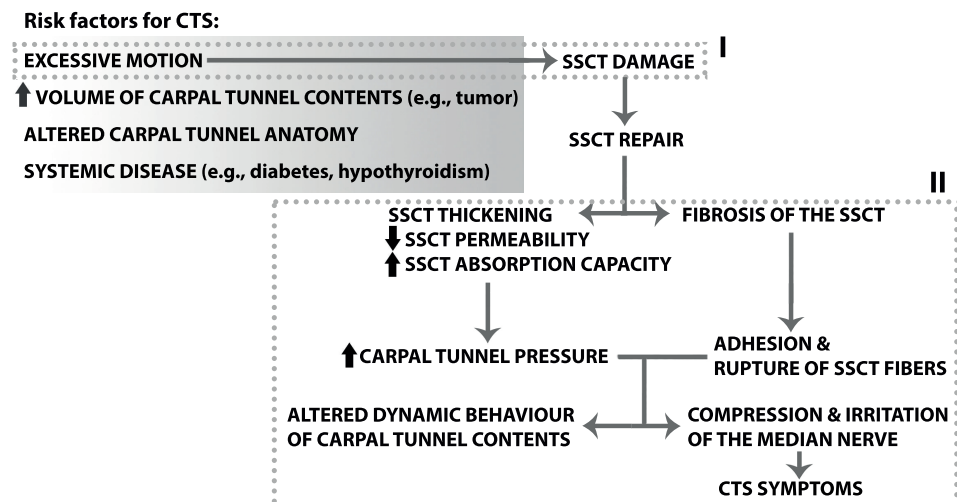 Risk factors for CTS:
I
EXCESSIVE MOTION
SSCT DAMAGE
VOLUME OF CARPAL TUNNEL CONTENTS (e.g., tumor)
ALTERED CARPAL TUNNEL ANATOMY
SSCT REPAIR
SYSTEMIC DISEASE (e.g., diabetes, hypothyroidism)
II
SSCT THICKENING
SSCT PERMEABILITY
SSCT ABSORPTION CAPACITY
FIBROSIS OF THE SSCT
CARPAL TUNNEL PRESSURE
ADHESION &
RUPTURE OF SSCT FIBERS
ALTERED DYNAMIC BEHAVIOUR
OF CARPAL TUNNEL CONTENTS
COMPRESSION & IRRITATION
OF THE MEDIAN NERVE
CTS SYMPTOMS